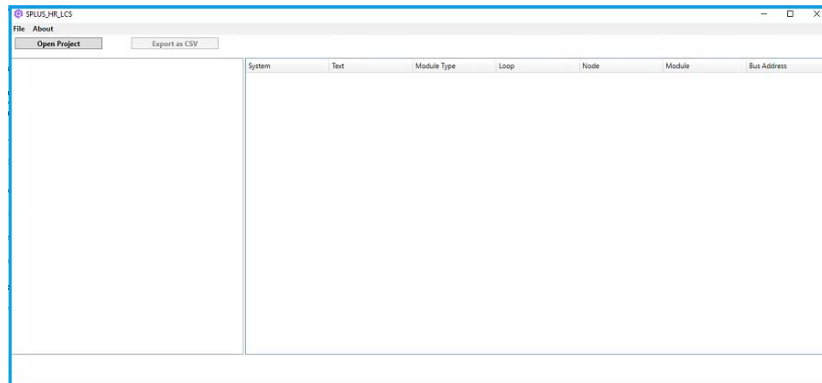 SPLUS_HR_LCS
File About
Open Project Export as CSV
System Text Module Type Loop Node Module Bus Address